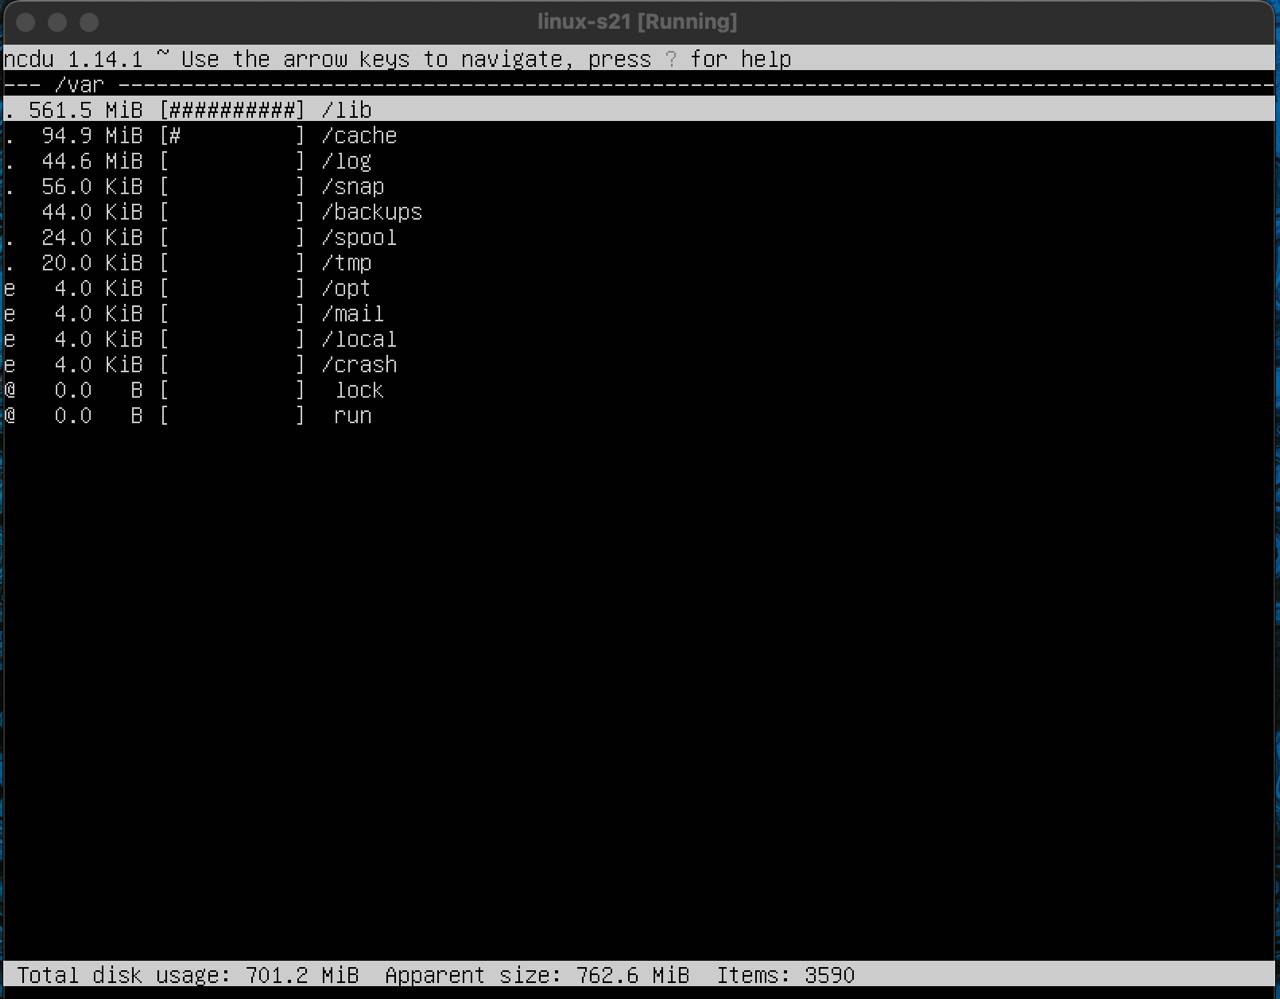 linux-s21 [Running]
ncdu 1.14.1 ~ Use the arrow keys to navigate, press ? for help
--- /var -------------------------------------------------------------------------------------------
. 561.5 MiB [##########] /lib
.  94.9 MiB [#         ] /cache
.  44.6 MiB [          ] /log
.  56.0 KiB [          ] /snap
   44.0 KiB [          ] /backups
.  24.0 KiB [          ] /spool
.  20.0 KiB [          ] /tmp
e   4.0 KiB [          ] /opt
e   4.0 KiB [          ] /mail
e   4.0 KiB [          ] /local
e   4.0 KiB [          ] /crash
@   0.0   B [          ]  lock
@   0.0   B [          ]  run
Total disk usage: 701.2 MiB  Apparent size: 762.6 MiB  Items: 3590